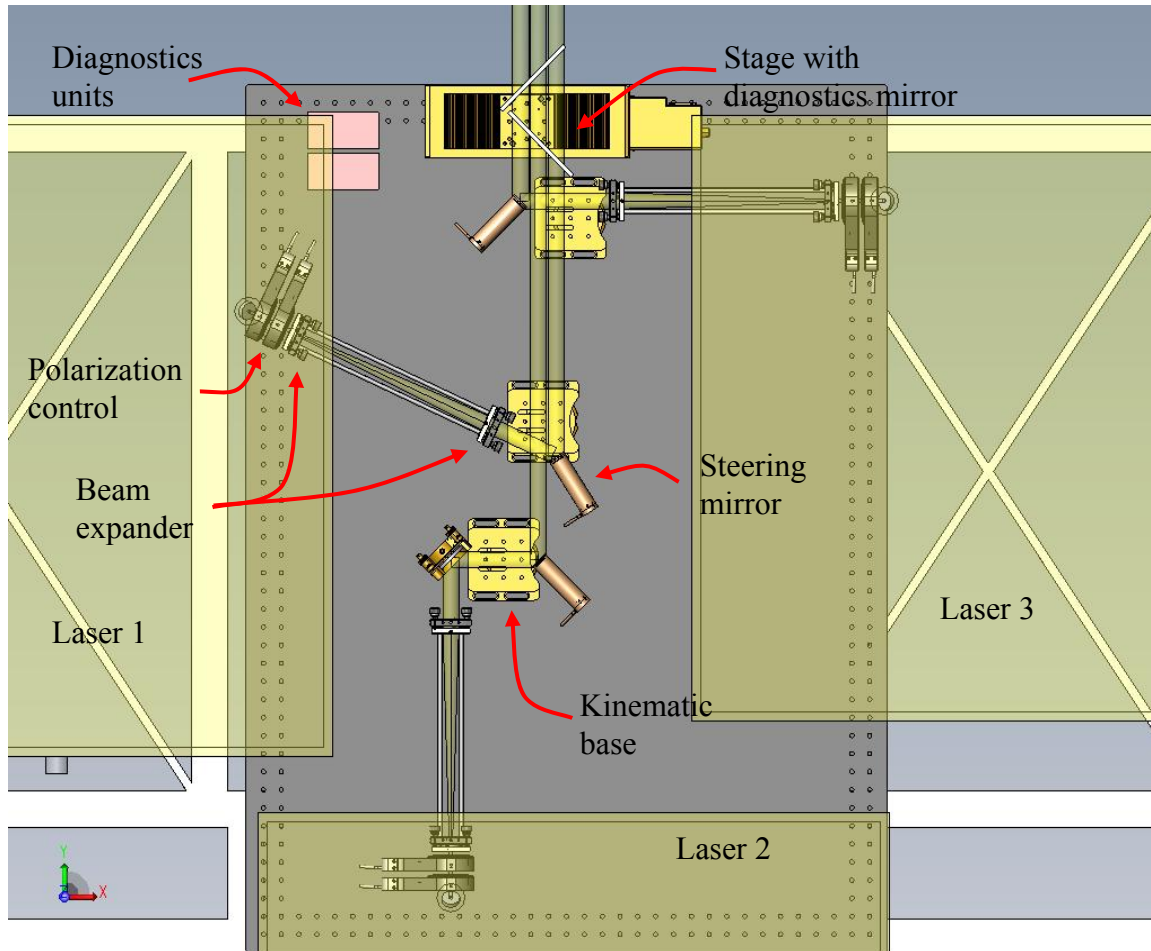 Diagnostics
units
Stage with
diagnostics mirror
Polarization
control
Beam
expander
Steering
mirror
Laser 1
Laser 3
Kinematic
base
Laser 2
Y
X